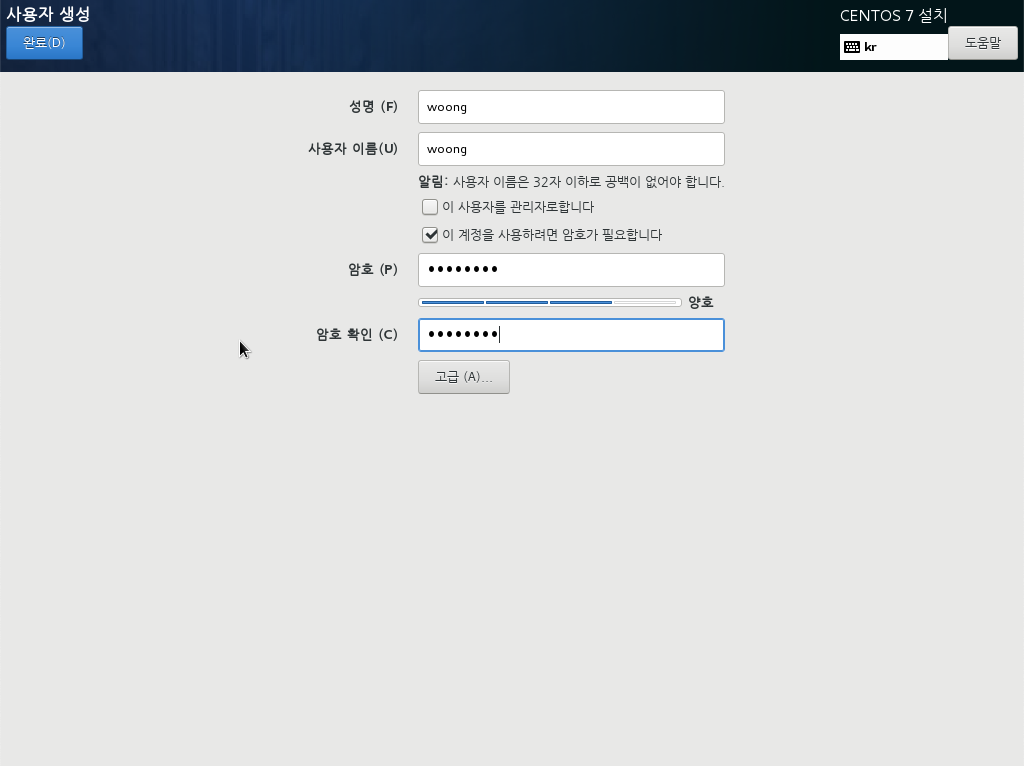 사용자 생성
CENTOS 7 설치
완료(D)
kr
도움말
성명 (F)
woong
사용자 이름(U)
woong
알림: 사용자 이름은 32자 이하로 공백이 없어야 합니다.
이 사용자를 관리자로합니다
이 계정을 사용하려면 암호가 필요합니다
암호 (P)
●●●●●●●●
양호
암호 확인 (C)
●●●●●●●●
고급 (A)...